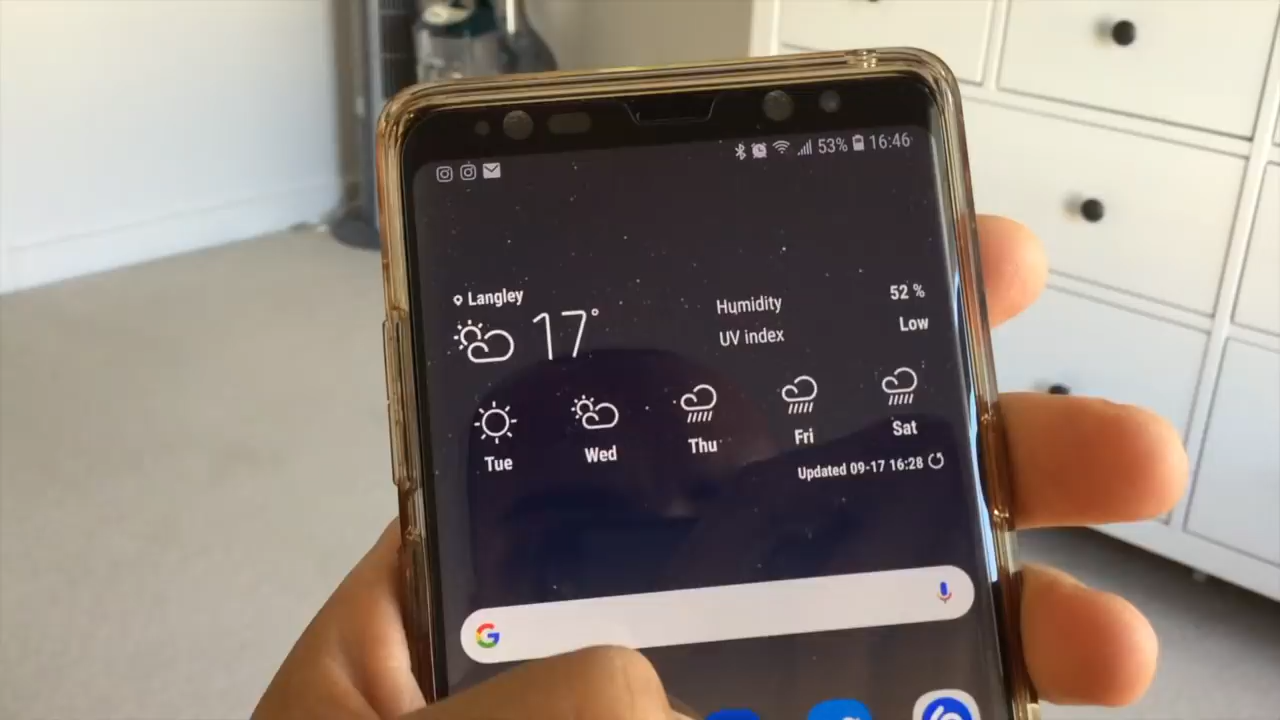 53% 16:46
Langley
17°
Humidity 52 %
UV index Low
Tue Wed Thu Fri Sat
Updated 09-17 16:28
G